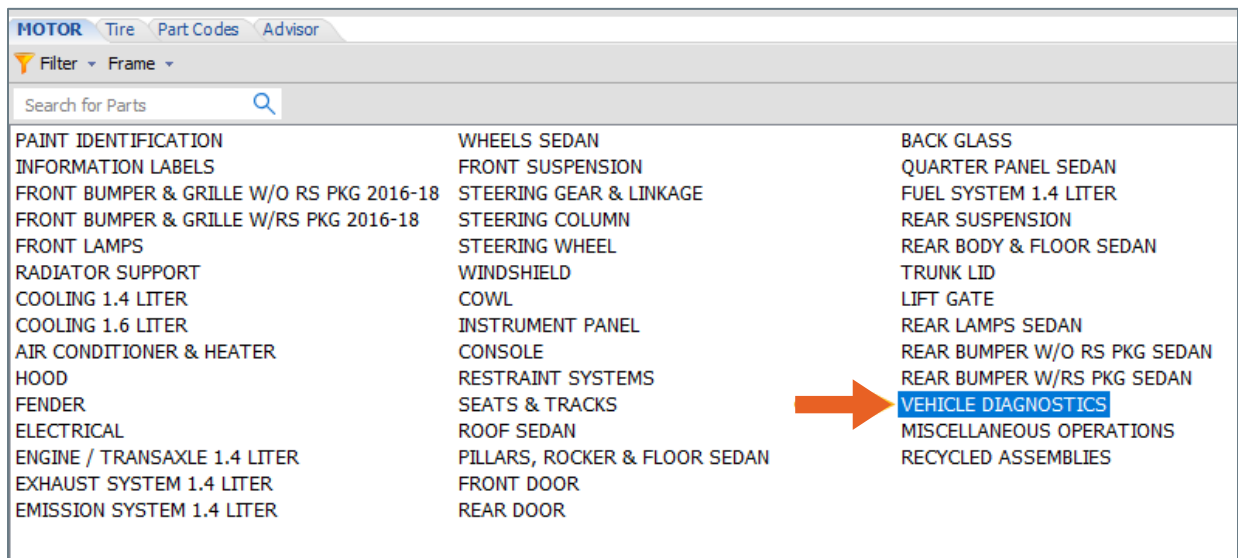 MOTOR Tire Part Codes Advisor
Filter Frame
Search for Parts
PAINT IDENTIFICATION
INFORMATION LABELS
FRONT BUMPER & GRILLE W/O RS PKG 2016-18
FRONT BUMPER & GRILLE W/RS PKG 2016-18
FRONT LAMPS
RADIATOR SUPPORT
COOLING 1.4 LITER
COOLING 1.6 LITER
AIR CONDITIONER & HEATER
HOOD
FENDER
ELECTRICAL
ENGINE / TRANSAXLE 1.4 LITER
EXHAUST SYSTEM 1.4 LITER
EMISSION SYSTEM 1.4 LITER
WHEELS SEDAN
FRONT SUSPENSION
STEERING GEAR & LINKAGE
STEERING COLUMN
STEERING WHEEL
WINDSHIELD
COWL
INSTRUMENT PANEL
CONSOLE
RESTRAINT SYSTEMS
SEATS & TRACKS
ROOF SEDAN
PILLARS, ROCKER & FLOOR SEDAN
FRONT DOOR
REAR DOOR
BACK GLASS
QUARTER PANEL SEDAN
FUEL SYSTEM 1.4 LITER
REAR SUSPENSION
REAR BODY & FLOOR SEDAN
TRUNK LID
LIFT GATE
REAR LAMPS SEDAN
REAR BUMPER W/O RS PKG SEDAN
REAR BUMPER W/RS PKG SEDAN
VEHICLE DIAGNOSTICS
MISCELLANEOUS OPERATIONS
RECYCLED ASSEMBLIES